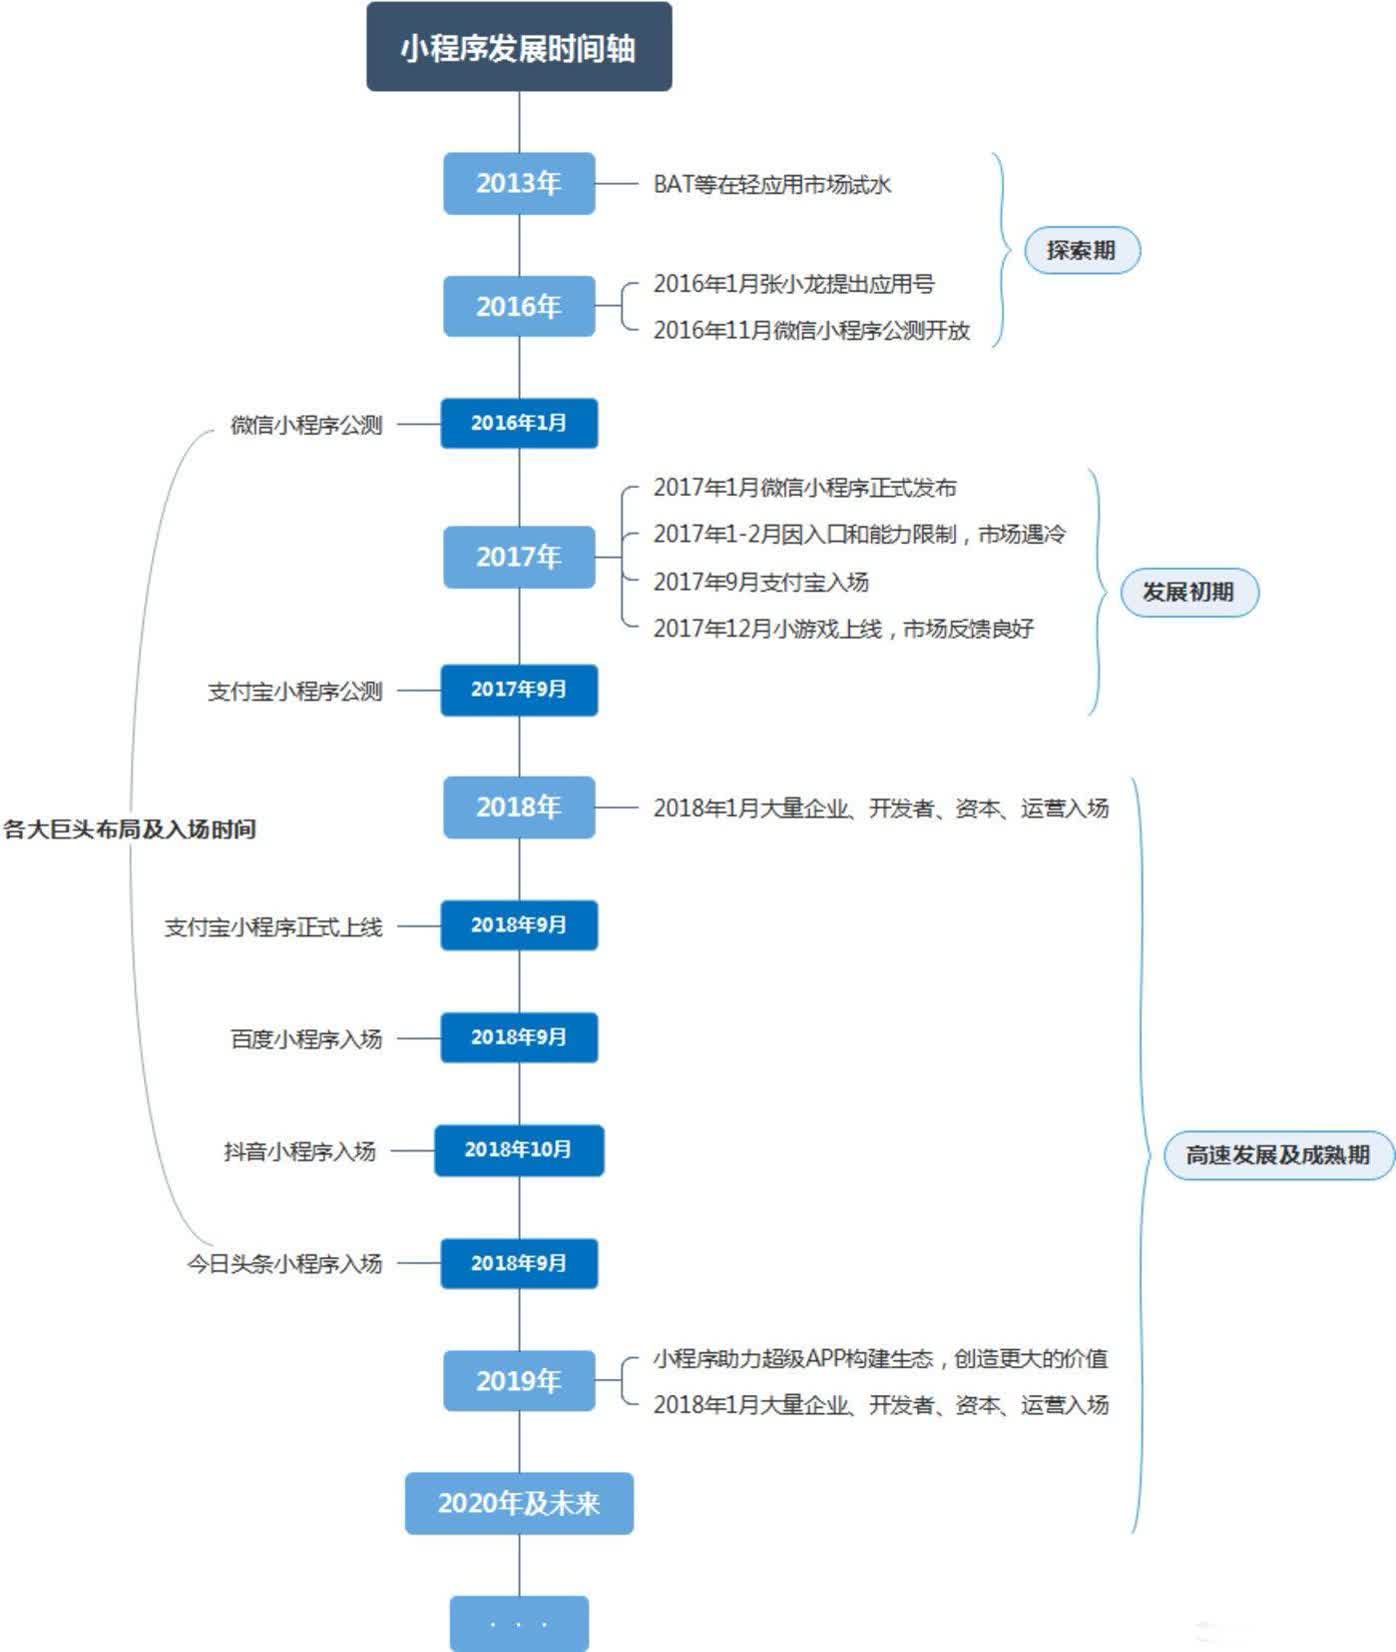 小程序发展时间轴
2013年
BAT等在轻应用市场试水
探索期
2016年
2016年1月张小龙提出应用号
2016年11月微信小程序公测开放
微信小程序公测
2016年1月
2017年
2017年1月微信小程序正式发布
2017年1-2月因入口和能力限制，市场遇冷
2017年9月支付宝入场
2017年12月小游戏上线，市场反馈良好
发展初期
支付宝小程序公测
2017年9月
2018年
2018年1月大量企业、开发者、资本、运营入场
各大巨头布局及入场时间
支付宝小程序正式上线
2018年9月
百度小程序入场
2018年9月
抖音小程序入场
2018年10月
高速发展及成熟期
今日头条小程序入场
2018年9月
2019年
小程序助力超级APP构建生态，创造更大的价值
2018年1月大量企业、开发者、资本、运营入场
2020年及未来
· · ·